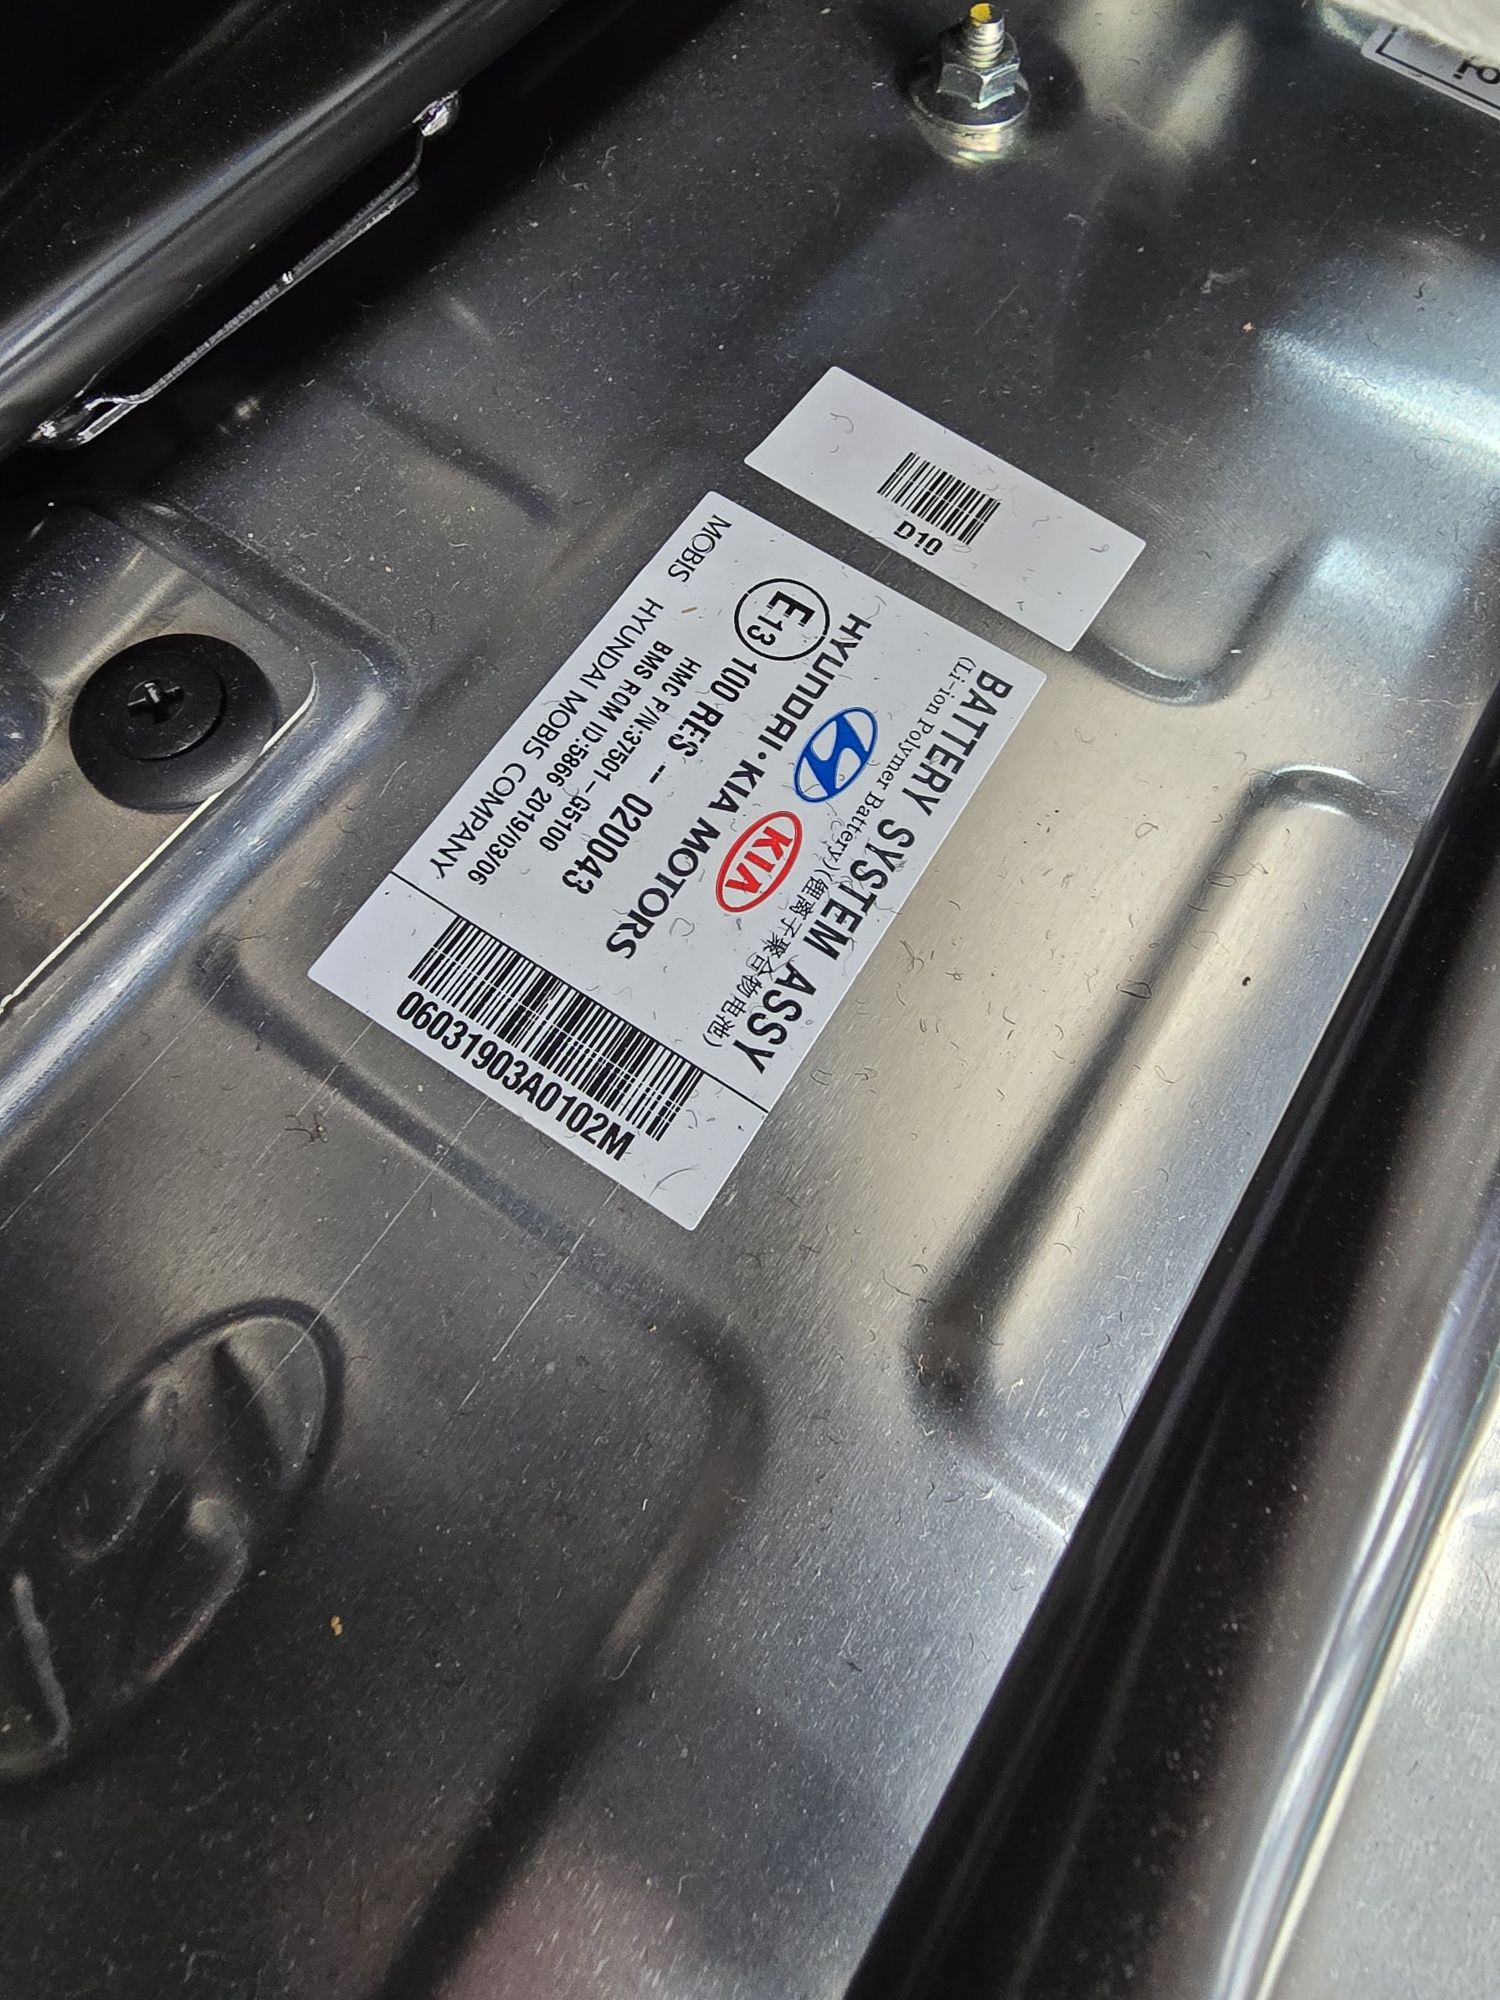 D10
BATTERY SYSTEM ASSY
(Li-ion Polymer Battery)(锂离子聚合物电池)
KIA
HYUNDAI·KIA MOTORS
E13 100 RES -- 020043
HMC P/N:37501-G5100
BMS ROM ID:5866 2019/03/06
MOBIS HYUNDAI MOBIS COMPANY
06031903A0102M